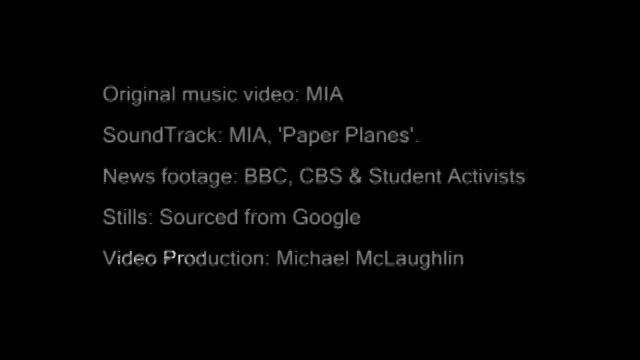 Original music video: MIA
SoundTrack: MIA, 'Paper Planes'.
News footage: BBC, CBS & Student Activists
Stills: Sourced from Google
Video Production: Michael McLaughlin